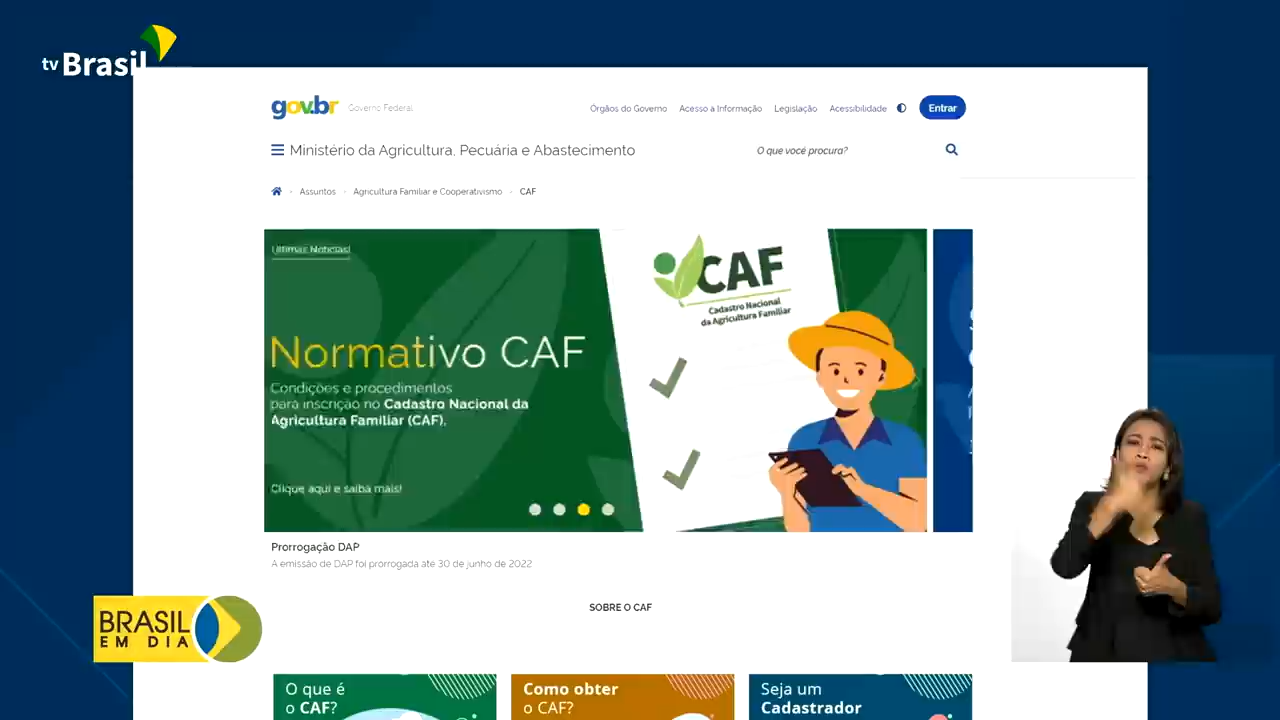 tv Brasil
gov.br Governo Federal
Órgãos do Governo Acesso à Informação Legislação Acessibilidade Entrar
Ministério da Agricultura, Pecuária e Abastecimento
O que você procura?
Assuntos Agricultura Familiar e Cooperativismo CAF
Últimas Notícias!
CAF
Cadastro Nacional
da Agricultura Familiar
Normativo CAF
Condições e procedimentos
para inscrição no Cadastro Nacional da
Agricultura Familiar (CAF).
Clique aqui e saiba mais!
Prorrogação DAP
A emissão de DAP foi prorrogada até 30 de junho de 2022
SOBRE O CAF
BRASIL
EM DIA
O que é
o CAF?
Como obter
o CAF?
Seja um
Cadastrador